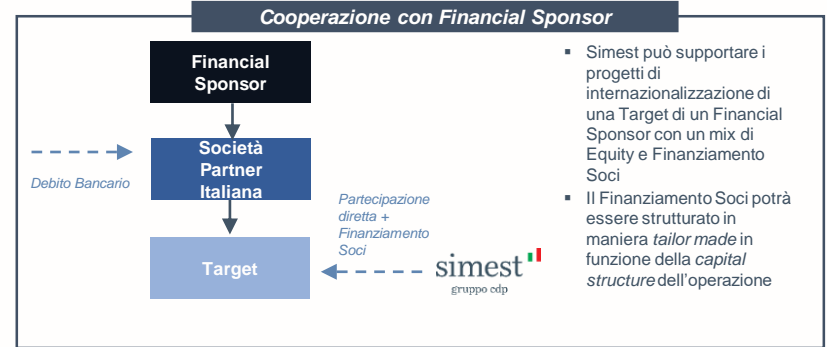 Cooperazione con Financial Sponsor
Financial
Sponsor
Società
Partner
Italiana
Debito Bancario
Partecipazione
diretta +
Finanziamento
Soci
Target
simest
gruppo cdp
▪ Simest può supportare i
progetti di
internazionalizzazione di
una Target di un Financial
Sponsor con un mix di
Equity e Finanziamento
Soci
▪ Il Finanziamento Soci potrà
essere strutturato in
maniera tailor made in
funzione della capital
structure dell'operazione